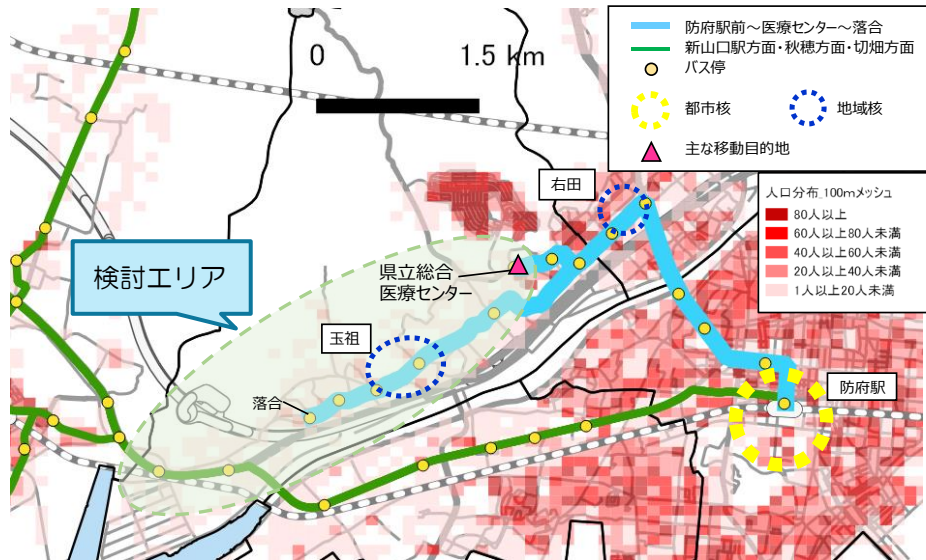 防府駅前～医療センター～落合
新山口駅方面・秋穂方面・切畑方面
バス停
都市核
地域核
主な移動目的地
0 1.5 km
人口分布_100mメッシュ
80人以上
60人以上80人未満
40人以上60人未満
20人以上40人未満
1人以上20人未満
右田
検討エリア
県立総合
医療センター
玉祖
落合
防府駅